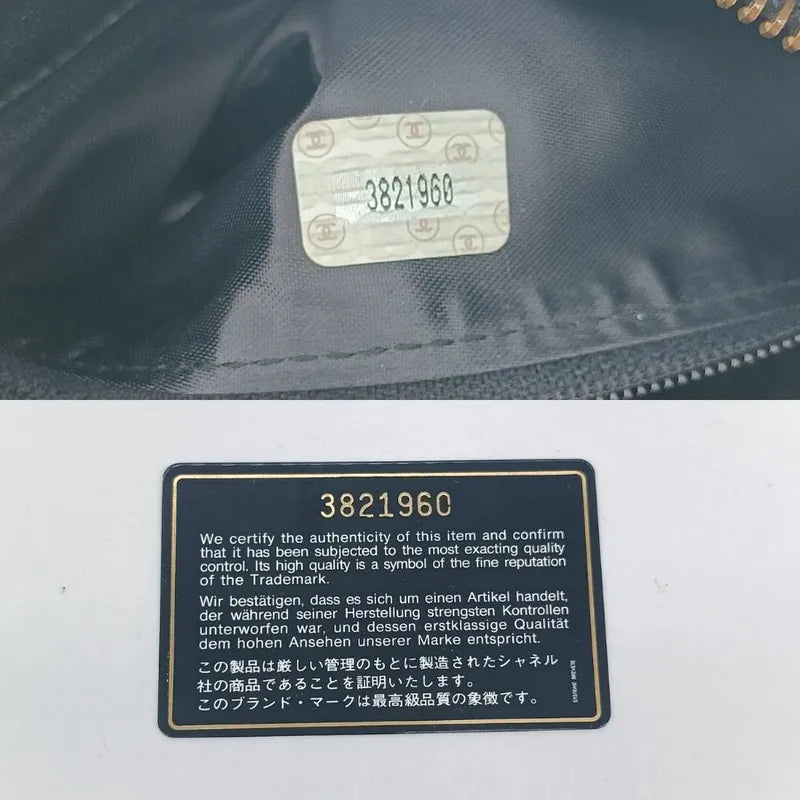 3821960
3821960
We certify the authenticity of this item and confirm
that it has been subjected to the most exacting quality
control. Its high quality is a symbol of the fine reputation
of the Trademark.
Wir bestätigen, dass es sich um einen Artikel handelt,
der während seiner Herstellung strengsten Kontrollen
unterworfen war, und dessen erstklassige Qualität
dem hohen Ansehen unserer Marke entspricht.
この製品は厳しい管理のもとに製造されたシャネル
社の商品であることを証明いたします。
このブランド・マークは最高級品質の象徴です。